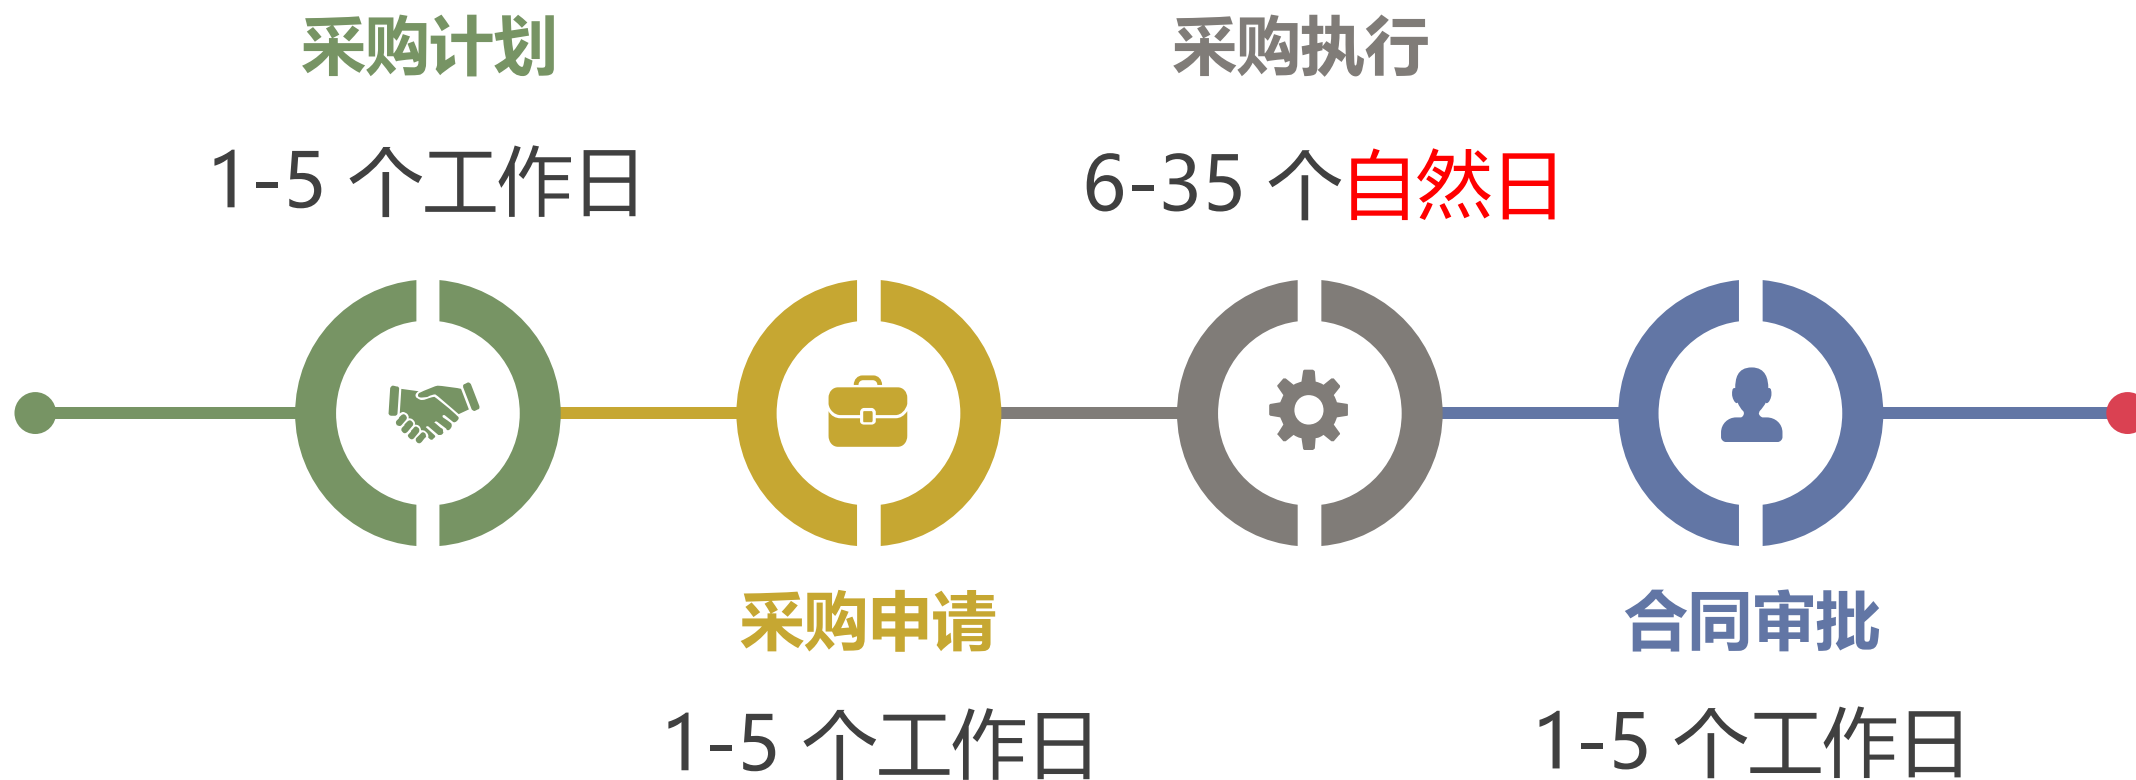 采购计划
1-5 个工作日
采购执行
6-35 个自然日
采购申请
1-5 个工作日
合同审批
1-5 个工作日